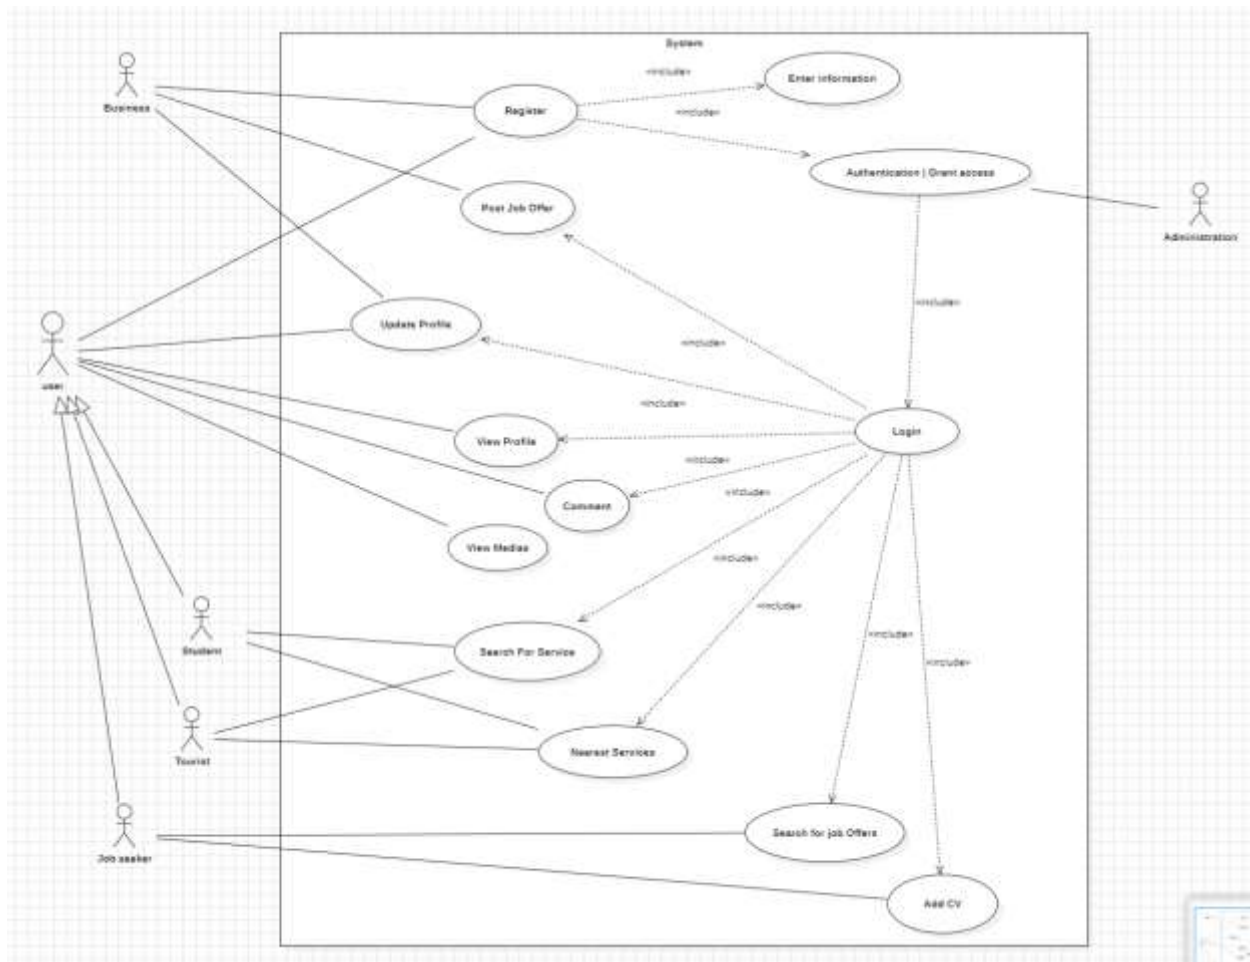 System
Business
Register
«include»
Enter information
«include»
Authentication | Grant access
Administration
Post Job Offer
«include»
user
Update Profile
«include»
«include»
View Profile
Login
«include»
«include»
Comment
View Medias
«include»
«include»
Student
Search For Service
«include»
«include»
Tourist
Nearest Services
Job seeker
Search for job Offers
Add CV